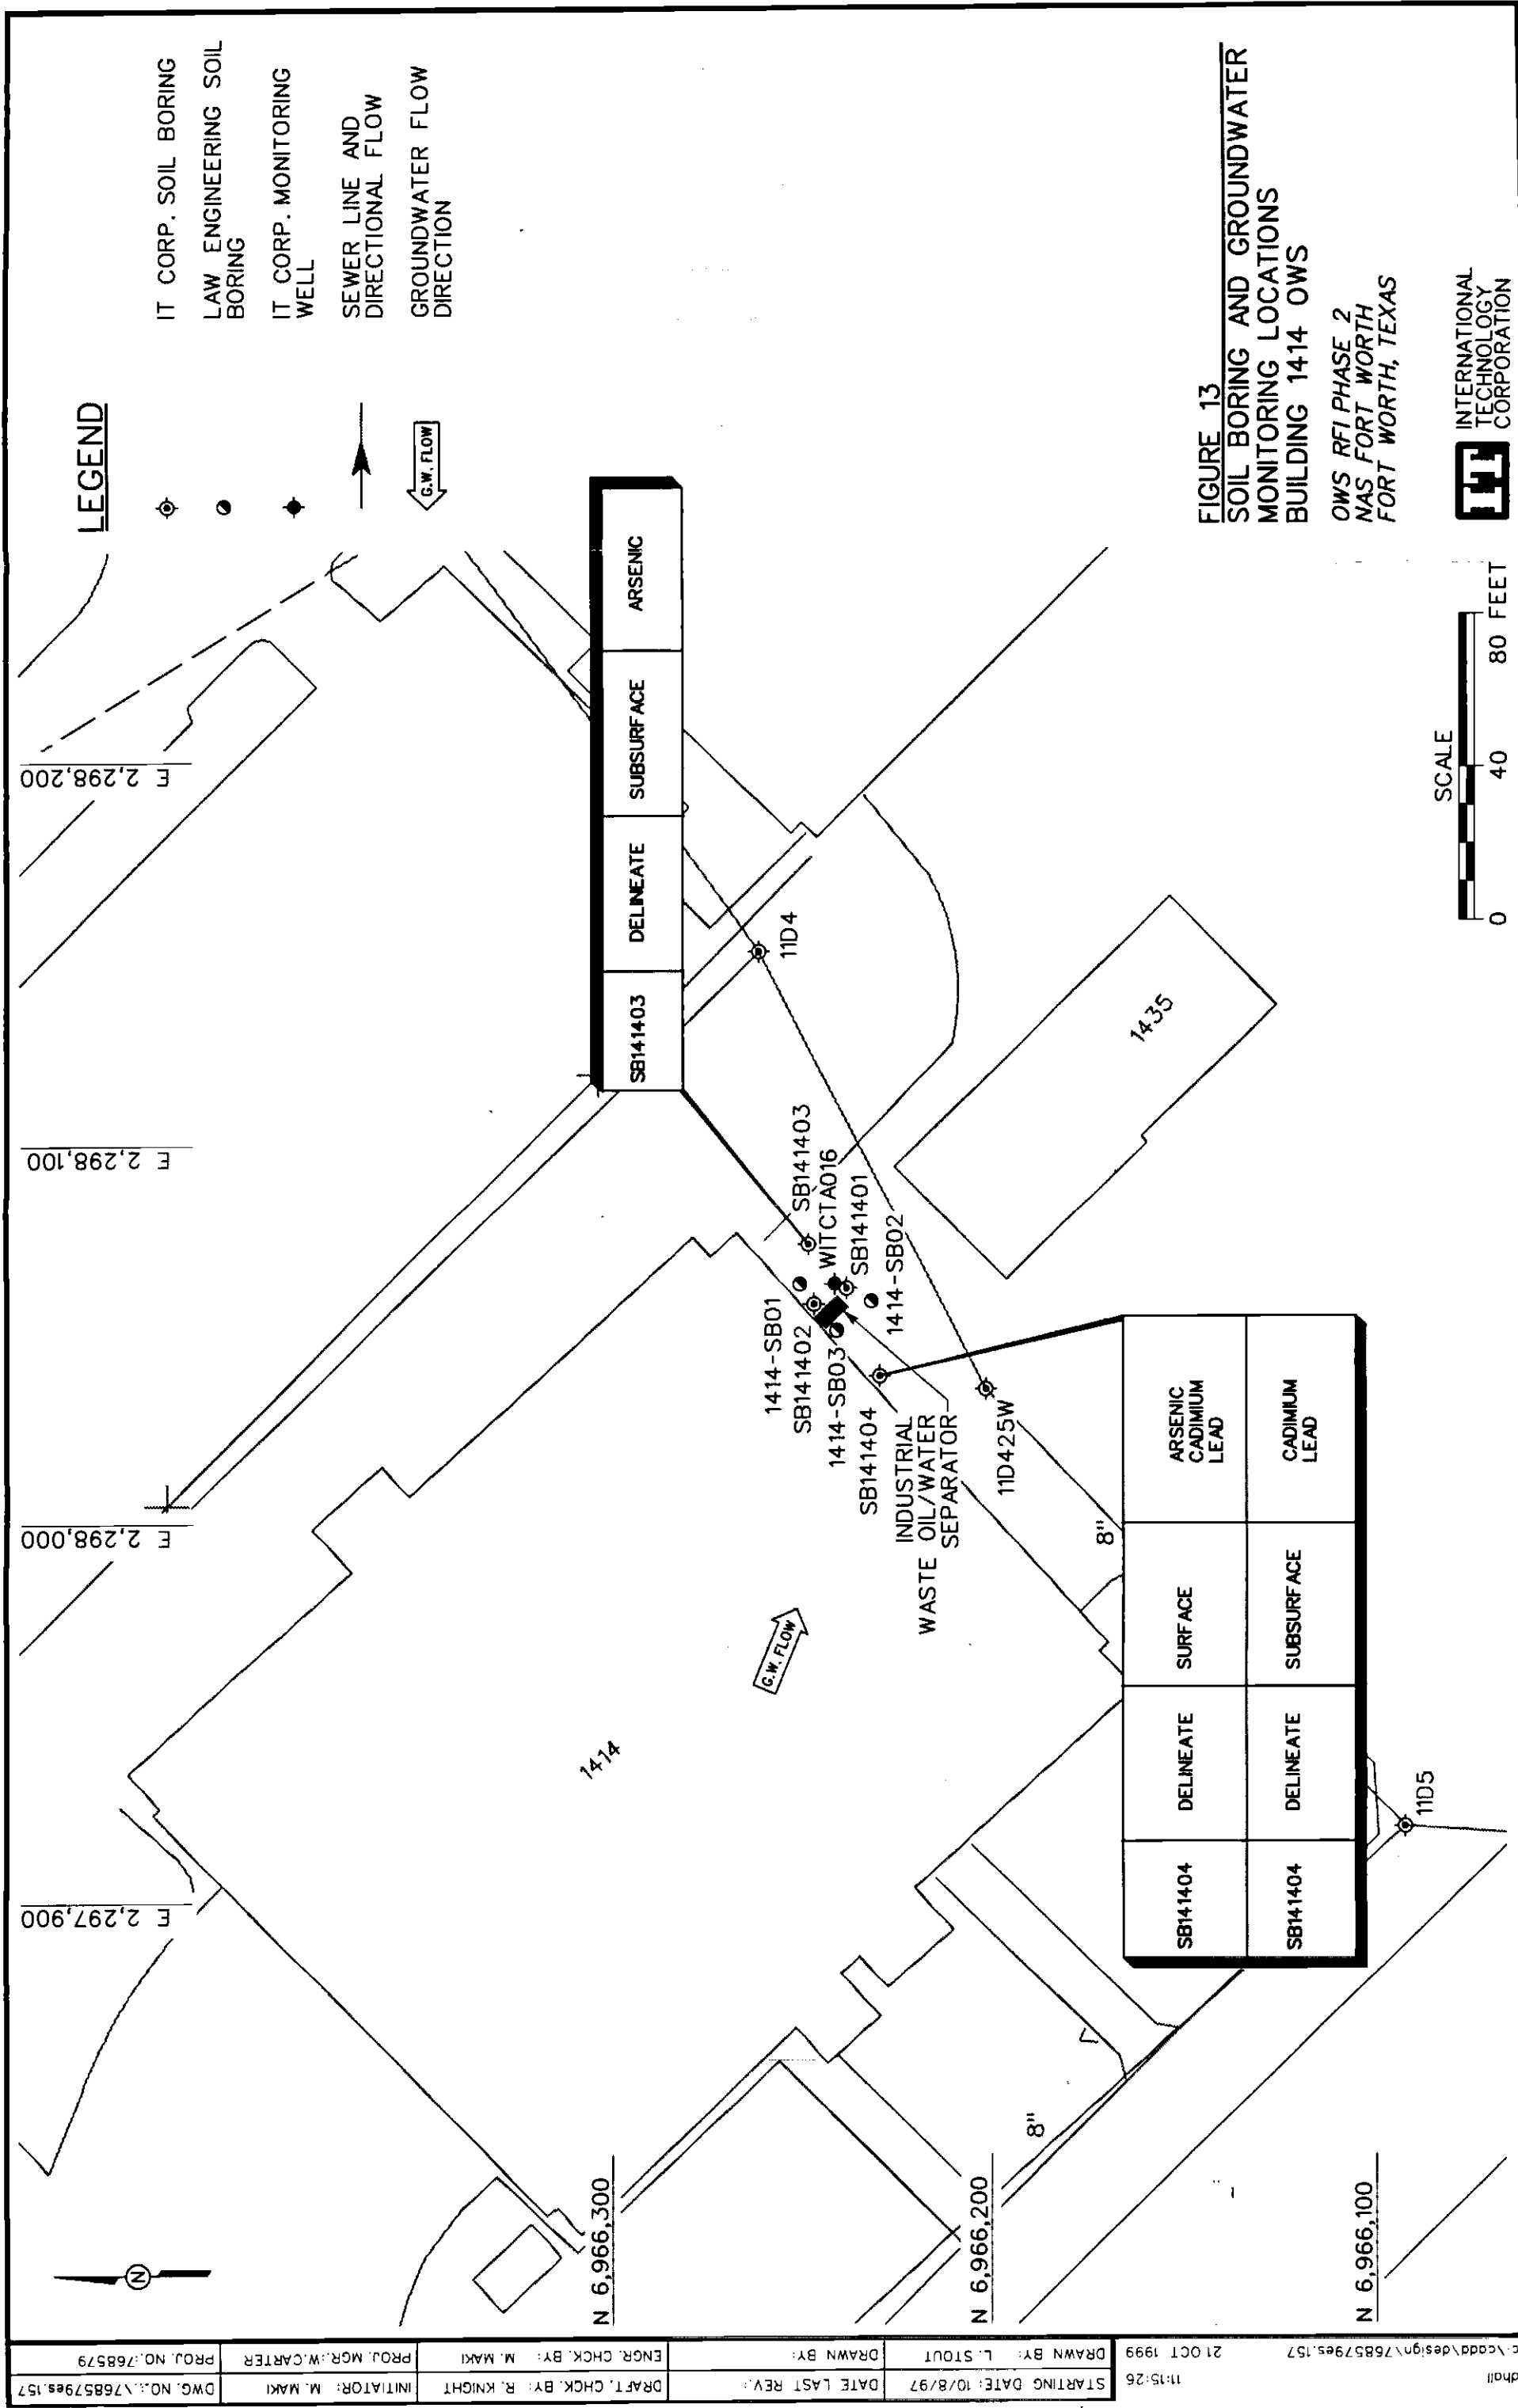 LEGEND
IT CORP. SOIL BORING
LAW ENGINEERING SOIL
BORING
IT CORP. MONITORING
WELL
SEWER LINE AND
DIRECTIONAL FLOW
G.W. FLOW
GROUNDWATER FLOW
DIRECTION
N
E 2,297,900
E 2,298,000
E 2,298,100
E 2,298,200
N 6,966,300
N 6,966,200
N 6,966,100
1414
G.W. FLOW
SB141403
DELINEATE
SUBSURFACE
ARSENIC
11D4
1414-SB01
SB141402
1414-SB03
SB141404
SB141403
WITCTA016
SB141401
1414-SB02
INDUSTRIAL
WASTE OIL/WATER
SEPARATOR
11D425W
1435
8"
8"
SB141404
DELINEATE
SURFACE
ARSENIC
CADIMIUM
LEAD
SB141404
DELINEATE
SUBSURFACE
CADIMIUM
LEAD
11D5
SCALE
0
40
80 FEET
FIGURE 13
SOIL BORING AND GROUNDWATER
MONITORING LOCATIONS
BUILDING 1414 OWS
OWS RFI PHASE 2
NAS FORT WORTH
FORT WORTH, TEXAS
INTERNATIONAL
TECHNOLOGY
CORPORATION
DWG. NO.:..\768579es.157
PROJ. NO.:768579
INITIATOR: M. MAKI
PROJ. MGR.:W.CARTER
DRAFT. CHCK. BY: R. KNIGHT
ENGR. CHCK. BY: M. MAKI
DATE LAST REV.:
DRAWN BY:
STARTING DATE: 10/8/97
DRAWN BY: L. STOUT
11:15:26
21 OCT 1999
c:\cadd\design\768579es.157